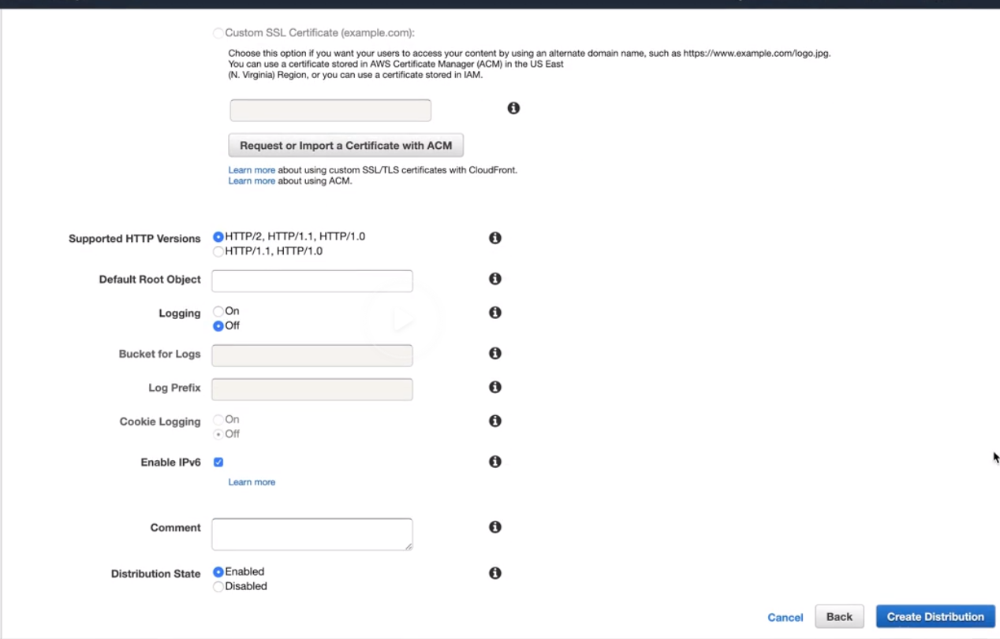 Custom SSL Certificate (example.com):
Choose this option if you want your users to access your content by using an alternate domain name, such as https://www.example.com/logo.jpg.
You can use a certificate stored in AWS Certificate Manager (ACM) in the US East
(N. Virginia) Region, or you can use a certificate stored in IAM.
Request or Import a Certificate with ACM
Learn more about using custom SSL/TLS certificates with CloudFront.
Learn more about using ACM.
Supported HTTP Versions HTTP/2, HTTP/1.1, HTTP/1.0
HTTP/1.1, HTTP/1.0
Default Root Object
Logging On
Off
Bucket for Logs
Log Prefix
Cookie Logging On
Off
Enable IPv6
Learn more
Comment
Distribution State Enabled
Disabled
Cancel Back Create Distribution